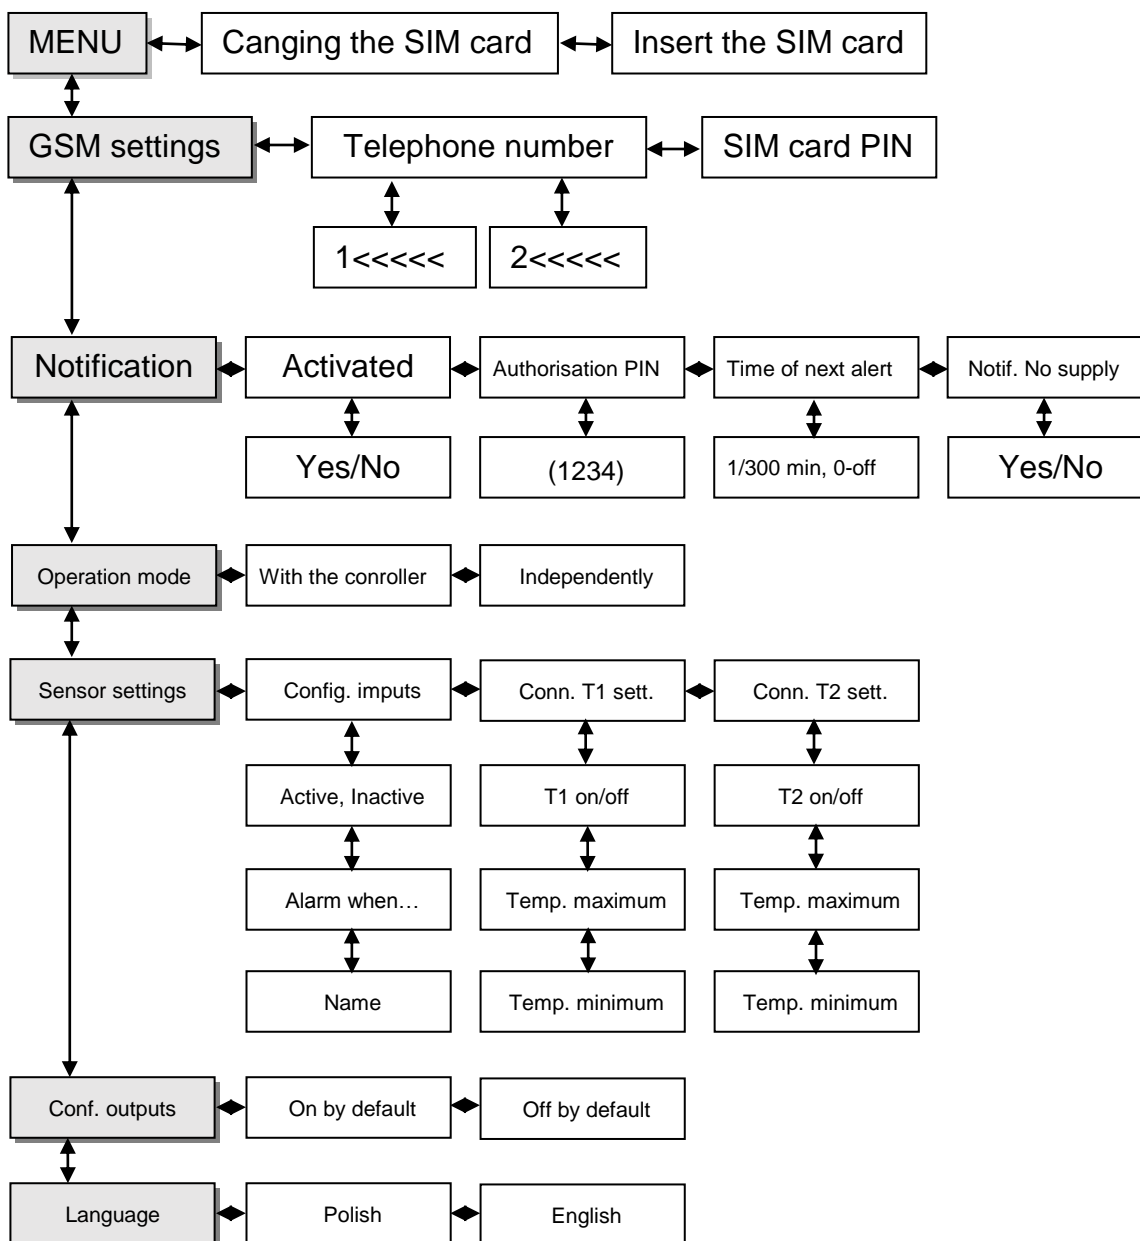 MENU
Canging the SIM card
Insert the SIM card
GSM settings
Telephone number
SIM card PIN
1<<<<<
2<<<<<
Notification
Activated
Authorisation PIN
Time of next alert
Notif. No supply
Yes/No
(1234)
1/300 min, 0-off
Yes/No
Operation mode
With the conroller
Independently
Sensor settings
Config. imputs
Conn. T1 sett.
Conn. T2 sett.
Active, Inactive
T1 on/off
T2 on/off
Alarm when…
Temp. maximum
Temp. maximum
Name
Temp. minimum
Temp. minimum
Conf. outputs
On by default
Off by default
Language
Polish
English